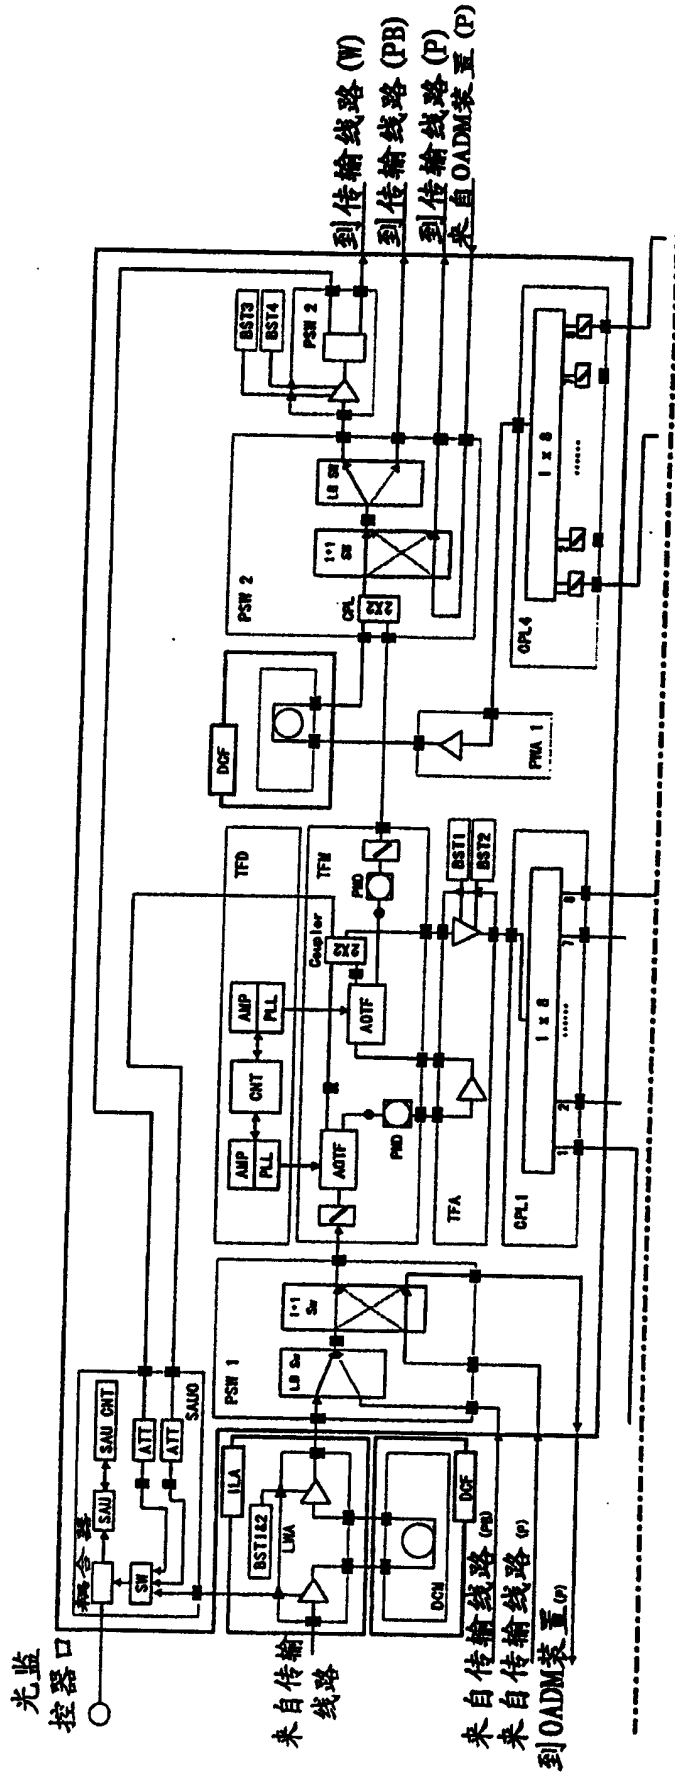 光监
控器口
耦合器
SAU
SAU CNT
SW
ATT
ATT
SAU0
来自传输
线路
ILA
BST1&2
LWA
DCM
DCF
来自传输线路(PB)
来自传输线路(P)
到OADM装置(P)
PSW 1
LB SW
1+1
SW
TFD
AMP
PLL
CNT
AMP
PLL
TFM
AOTF
PMD
AOTF
Coupler
2X2
PMD
TFA
BST1
BST2
CPL1
1 x 8
1
2
......
7
8
DCF
PWA 1
PSW 2
CPL
2X2
1+1
SW
LB SW
BST3
BST4
PSW 2
CPL4
1 x 8
......
到传输线路(W)
到传输线路(PB)
到传输线路(P)
来自OADM装置(P)